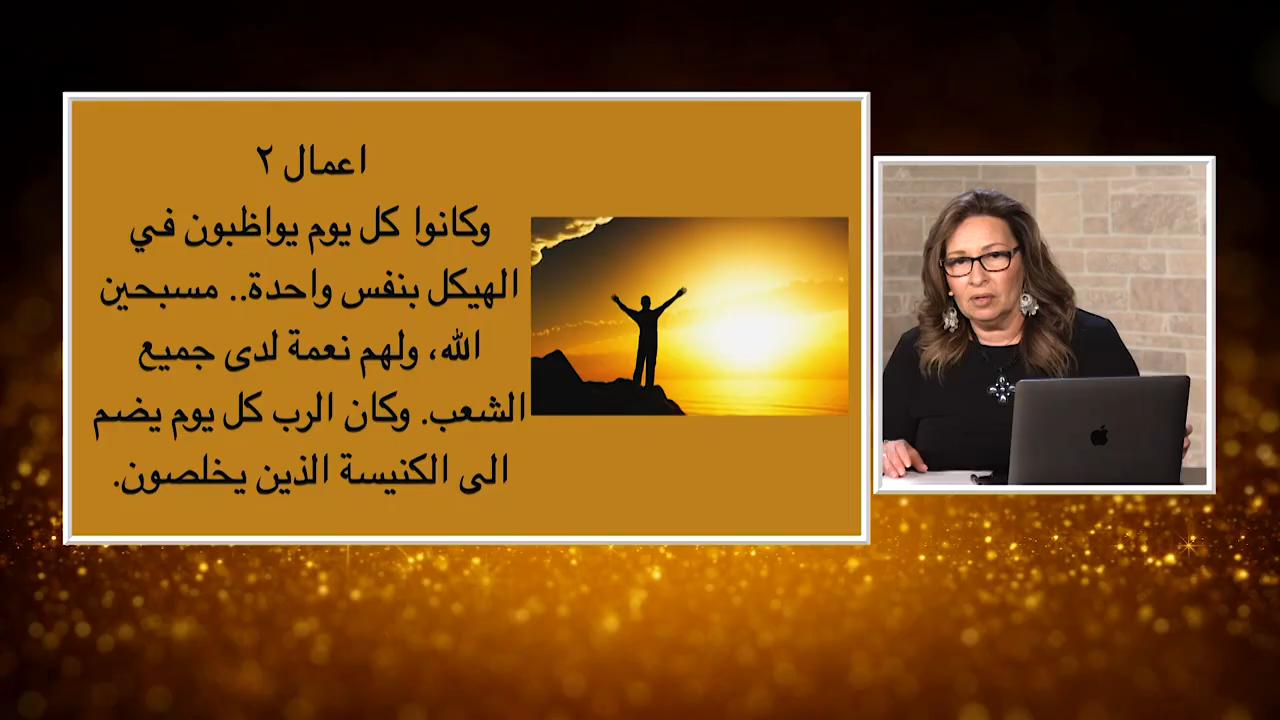 اعمال ٢
وكانوا كل يوم يواظبون في
الهيكل بنفس واحدة.. مسبحين
الله، ولهم نعمة لدى جميع
الشعب. وكان الرب كل يوم يضم
الى الكنيسة الذين يخلصون.